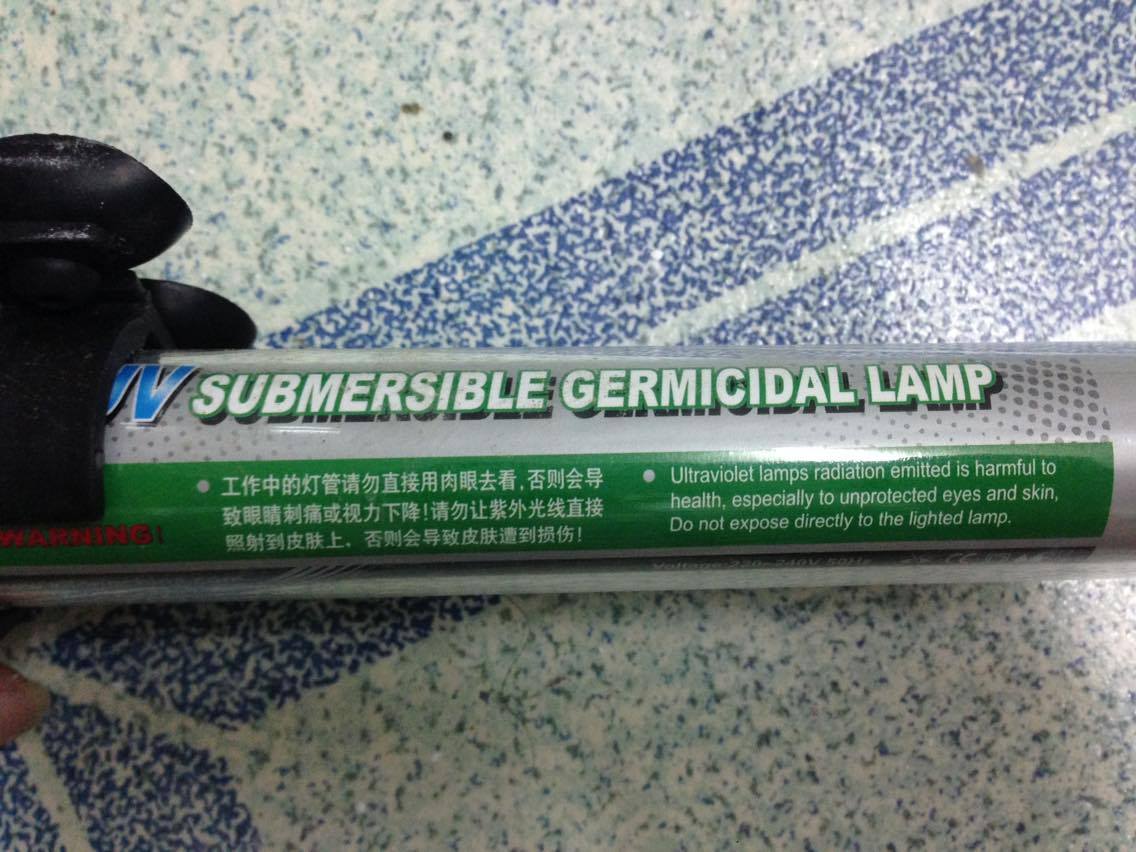 UV SUBMERSIBLE GERMICIDAL LAMP
WARNING!
工作中的灯管请勿直接用肉眼去看,否则会导
致眼睛刺痛或视力下降!请勿让紫外光线直接
照射到皮肤上、否则会导致皮肤遭到损伤!
Ultraviolet lamps radiation emitted is harmful to
health, especially to unprotected eyes and skin,
Do not expose directly to the lighted lamp.
Voltage:220~240V 50Hz